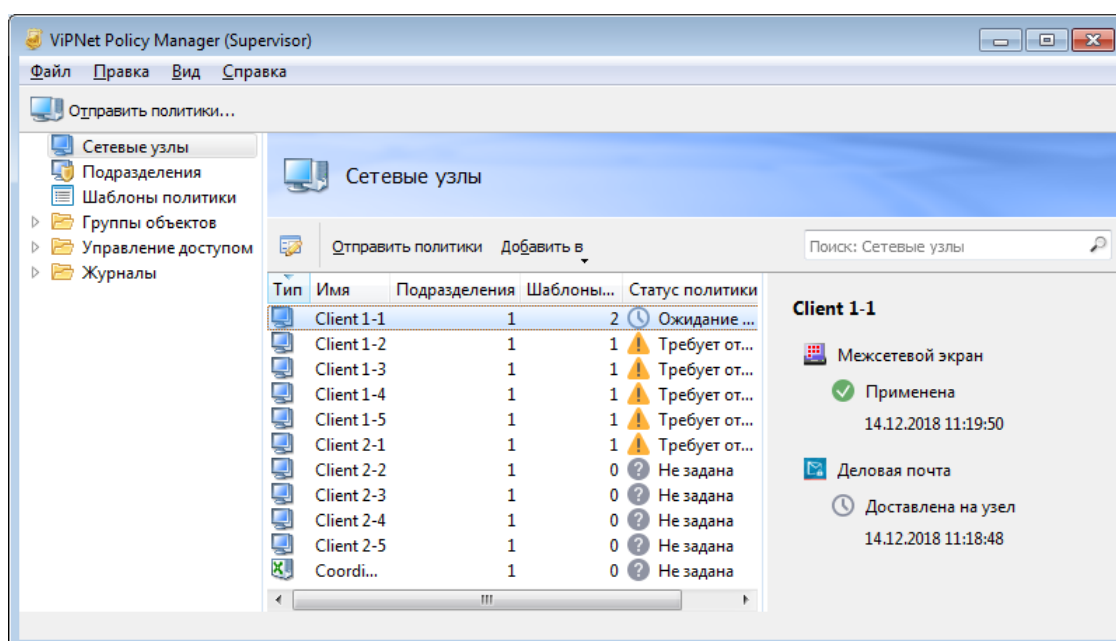 ViPNet Policy Manager (Supervisor)
Файл Правка Вид Справка
Отправить политики...
Сетевые узлы
Подразделения
Шаблоны политики
Группы объектов
Управление доступом
Журналы
Сетевые узлы
Отправить политики Добавить в
Поиск: Сетевые узлы
Тип Имя Подразделения Шаблоны... Статус политики
Client 1-1 1 2 Ожидание ...
Client 1-2 1 1 Требует от...
Client 1-3 1 1 Требует от...
Client 1-4 1 1 Требует от...
Client 1-5 1 1 Требует от...
Client 2-1 1 1 Требует от...
Client 2-2 1 0 Не задана
Client 2-3 1 0 Не задана
Client 2-4 1 0 Не задана
Client 2-5 1 0 Не задана
Coordi... 1 0 Не задана
Client 1-1
Межсетевой экран
Применена
14.12.2018 11:19:50
Деловая почта
Доставлена на узел
14.12.2018 11:18:48